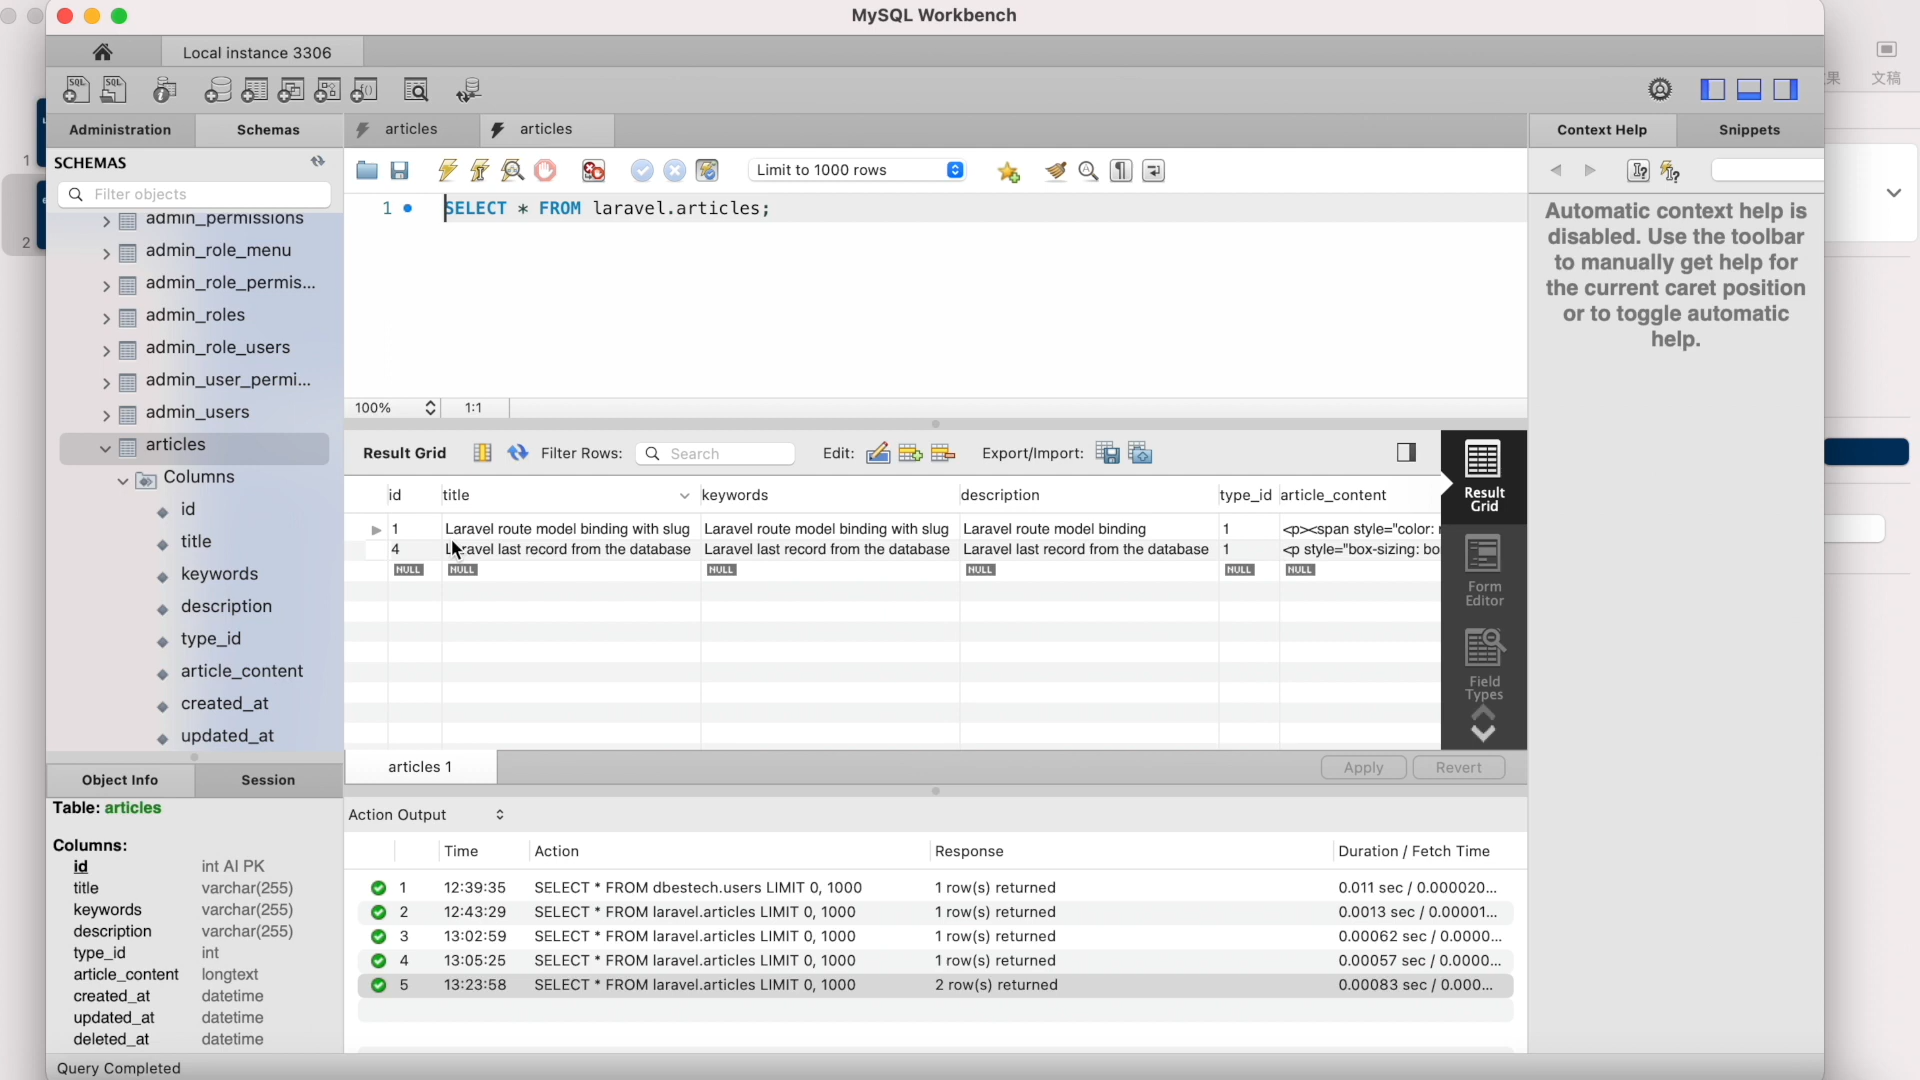 MySQL Workbench
Local instance 3306
果
文稿
Administration
Schemas
articles
articles
Context Help
Snippets
1
2
SCHEMAS
Filter objects
Limit to 1000 rows
1
SELECT * FROM laravel.articles;
Automatic context help is
disabled. Use the toolbar
to manually get help for
the current caret position
or to toggle automatic
help.
admin_permissions
admin_role_menu
admin_role_permis...
admin_roles
admin_role_users
admin_user_permi...
admin_users
articles
Columns
id
title
keywords
description
type_id
article_content
created_at
updated_at
100%
1:1
Result Grid
Filter Rows:
Search
Edit:
Export/Import:
id title keywords description type_id article_content
1 Laravel route model binding with slug Laravel route model binding with slug Laravel route model binding 1 <p><span style="color:
4 Laravel last record from the database Laravel last record from the database Laravel last record from the database 1 <p style="box-sizing: bo
NULL NULL NULL NULL NULL NULL
Result
Grid
Form
Editor
Field
Types
articles 1
Apply
Revert
Object Info
Session
Table: articles
Columns:
id int AI PK
title varchar(255)
keywords varchar(255)
description varchar(255)
type_id int
article_content longtext
created_at datetime
updated_at datetime
deleted_at datetime
Action Output
Time Action Response Duration / Fetch Time
1 12:39:35 SELECT * FROM dbestech.users LIMIT 0, 1000 1 row(s) returned 0.011 sec / 0.000020...
2 12:43:29 SELECT * FROM laravel.articles LIMIT 0, 1000 1 row(s) returned 0.0013 sec / 0.00001...
3 13:02:59 SELECT * FROM laravel.articles LIMIT 0, 1000 1 row(s) returned 0.00062 sec / 0.0000...
4 13:05:25 SELECT * FROM laravel.articles LIMIT 0, 1000 1 row(s) returned 0.00057 sec / 0.0000...
5 13:23:58 SELECT * FROM laravel.articles LIMIT 0, 1000 2 row(s) returned 0.00083 sec / 0.000...
Query Completed